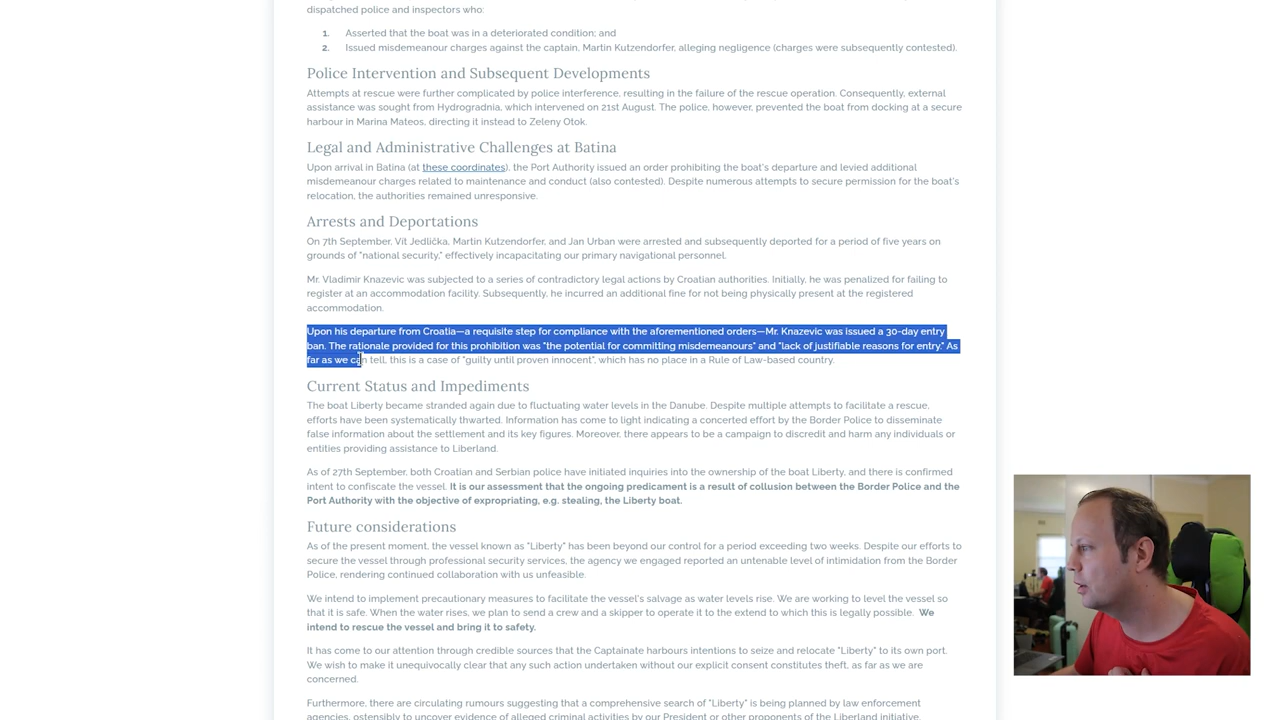 dispatched police and inspectors who:
1. Asserted that the boat was in a deteriorated condition; and
2. Issued misdemeanour charges against the captain, Martin Kutzendorfer, alleging negligence (charges were subsequently contested).
Police Intervention and Subsequent Developments
Attempts at rescue were further complicated by police interference, resulting in the failure of the rescue operation. Consequently, external
assistance was sought from Hydrogradnia, which intervened on 21st August. The police, however, prevented the boat from docking at a secure
harbour in Marina Mateos, directing it instead to Zeleny Otok.
Legal and Administrative Challenges at Batina
Upon arrival in Batina (at these coordinates), the Port Authority issued an order prohibiting the boat's departure and levied additional
misdemeanour charges related to maintenance and conduct (also contested). Despite numerous attempts to secure permission for the boat's
relocation, the authorities remained unresponsive.
Arrests and Deportations
On 7th September, Vít Jedlička, Martin Kutzendorfer, and Jan Urban were arrested and subsequently deported for a period of five years on
grounds of "national security," effectively incapacitating our primary navigational personnel.
Mr. Vladimir Knazevic was subjected to a series of contradictory legal actions by Croatian authorities. Initially, he was penalized for failing to
register at an accommodation facility. Subsequently, he incurred an additional fine for not being physically present at the registered
accommodation.
Upon his departure from Croatia—a requisite step for compliance with the aforementioned orders—Mr. Knazevic was issued a 30-day entry
ban. The rationale provided for this prohibition was "the potential for committing misdemeanours" and "lack of justifiable reasons for entry." As
far as we can tell, this is a case of "guilty until proven innocent", which has no place in a Rule of Law-based country.
Current Status and Impediments
The boat Liberty became stranded again due to fluctuating water levels in the Danube. Despite multiple attempts to facilitate a rescue,
efforts have been systematically thwarted. Information has come to light indicating a concerted effort by the Border Police to disseminate
false information about the settlement and its key figures. Moreover, there appears to be a campaign to discredit and harm any individuals or
entities providing assistance to Liberland.
As of 27th September, both Croatian and Serbian police have initiated inquiries into the ownership of the boat Liberty, and there is confirmed
intent to confiscate the vessel. It is our assessment that the ongoing predicament is a result of collusion between the Border Police and the
Port Authority with the objective of expropriating, e.g. stealing, the Liberty boat.
Future considerations
As of the present moment, the vessel known as "Liberty" has been beyond our control for a period exceeding two weeks. Despite our efforts to
secure the vessel through professional security services, the agency we engaged reported an untenable level of intimidation from the Border
Police, rendering continued collaboration with us unfeasible.
We intend to implement precautionary measures to facilitate the vessel's salvage as water levels rise. We are working to level the vessel so
that it is safe. When the water rises, we plan to send a crew and a skipper to operate it to the extend to which this is legally possible. We
intend to rescue the vessel and bring it to safety.
It has come to our attention through credible sources that the Captainate harbours intentions to seize and relocate "Liberty" to its own port.
We wish to make it unequivocally clear that any such action undertaken without our explicit consent constitutes theft, as far as we are
concerned.
Furthermore, there are circulating rumours suggesting that a comprehensive search of "Liberty" is being planned by law enforcement
agencies, ostensibly to uncover evidence of alleged criminal activities by our President or other proponents of the Liberland initiative.